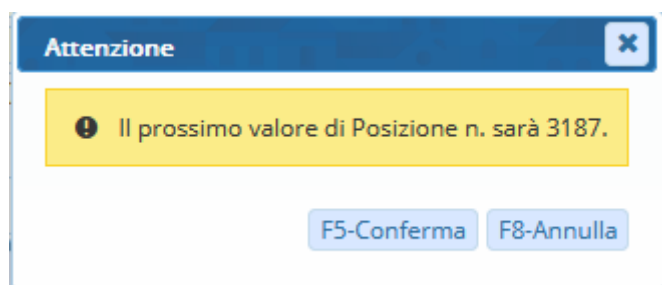 Attenzione
Il prossimo valore di Posizione n. sarà 3187.
F5-Conferma F8-Annulla